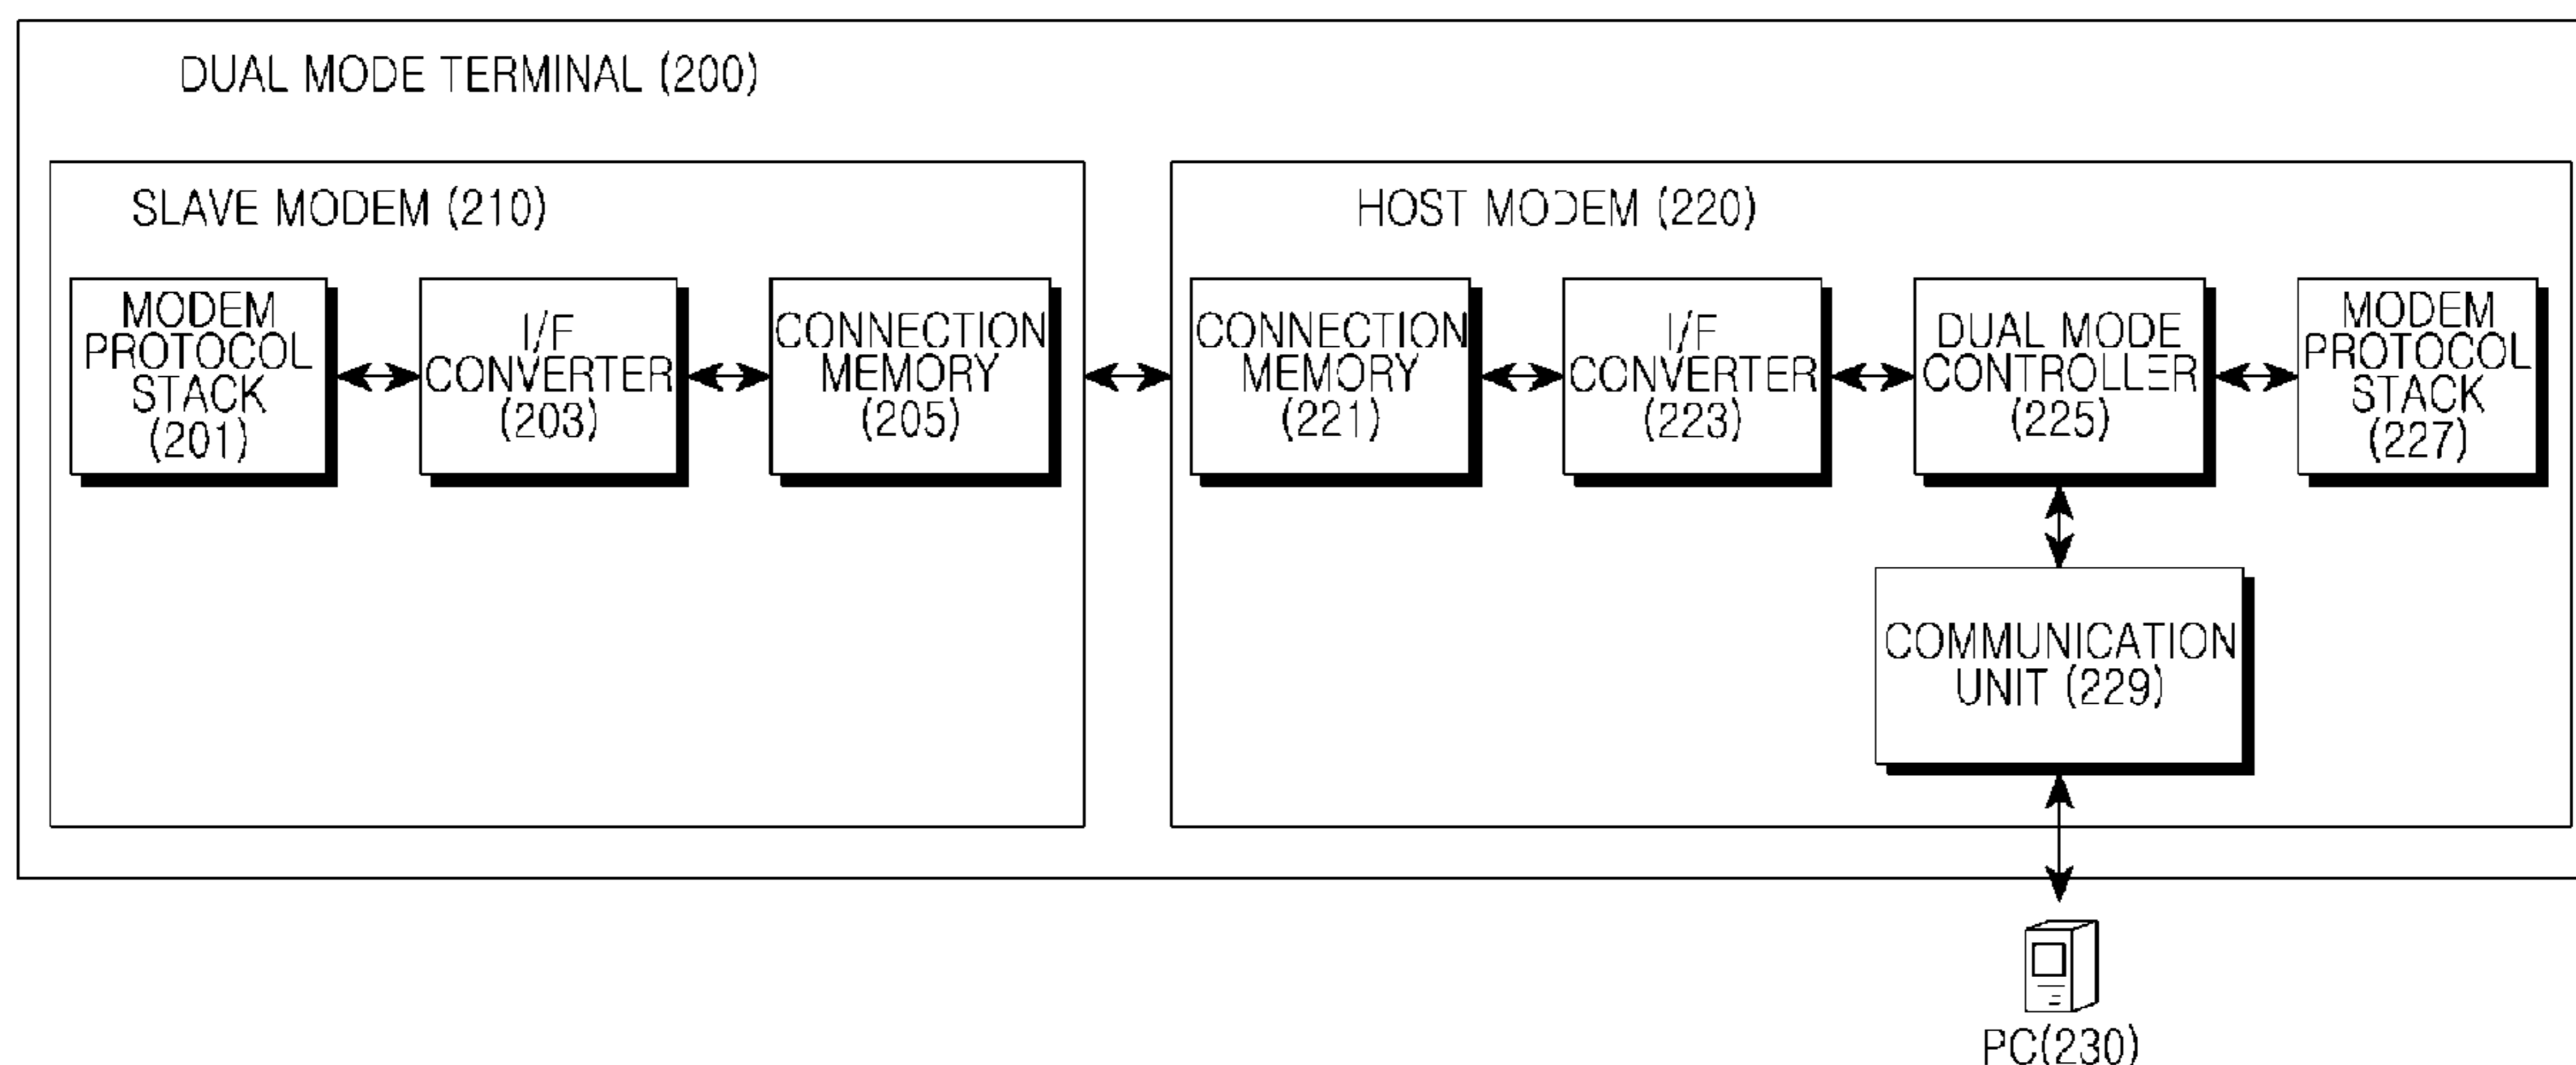 DUAL MODE TERMINAL (200)
SLAVE MODEM (210)
MODEM
PROTOCOL
STACK
(201)
I/F
CONVERTER
(203)
CONNECTION
MEMORY
(205)
HOST MODEM (220)
CONNECTION
MEMORY
(221)
I/F
CONVERTER
(223)
DUAL MODE
CONTROLLER
(225)
MODEM
PROTOCOL
STACK
(227)
COMMUNICATION
UNIT (229)
PC(230)